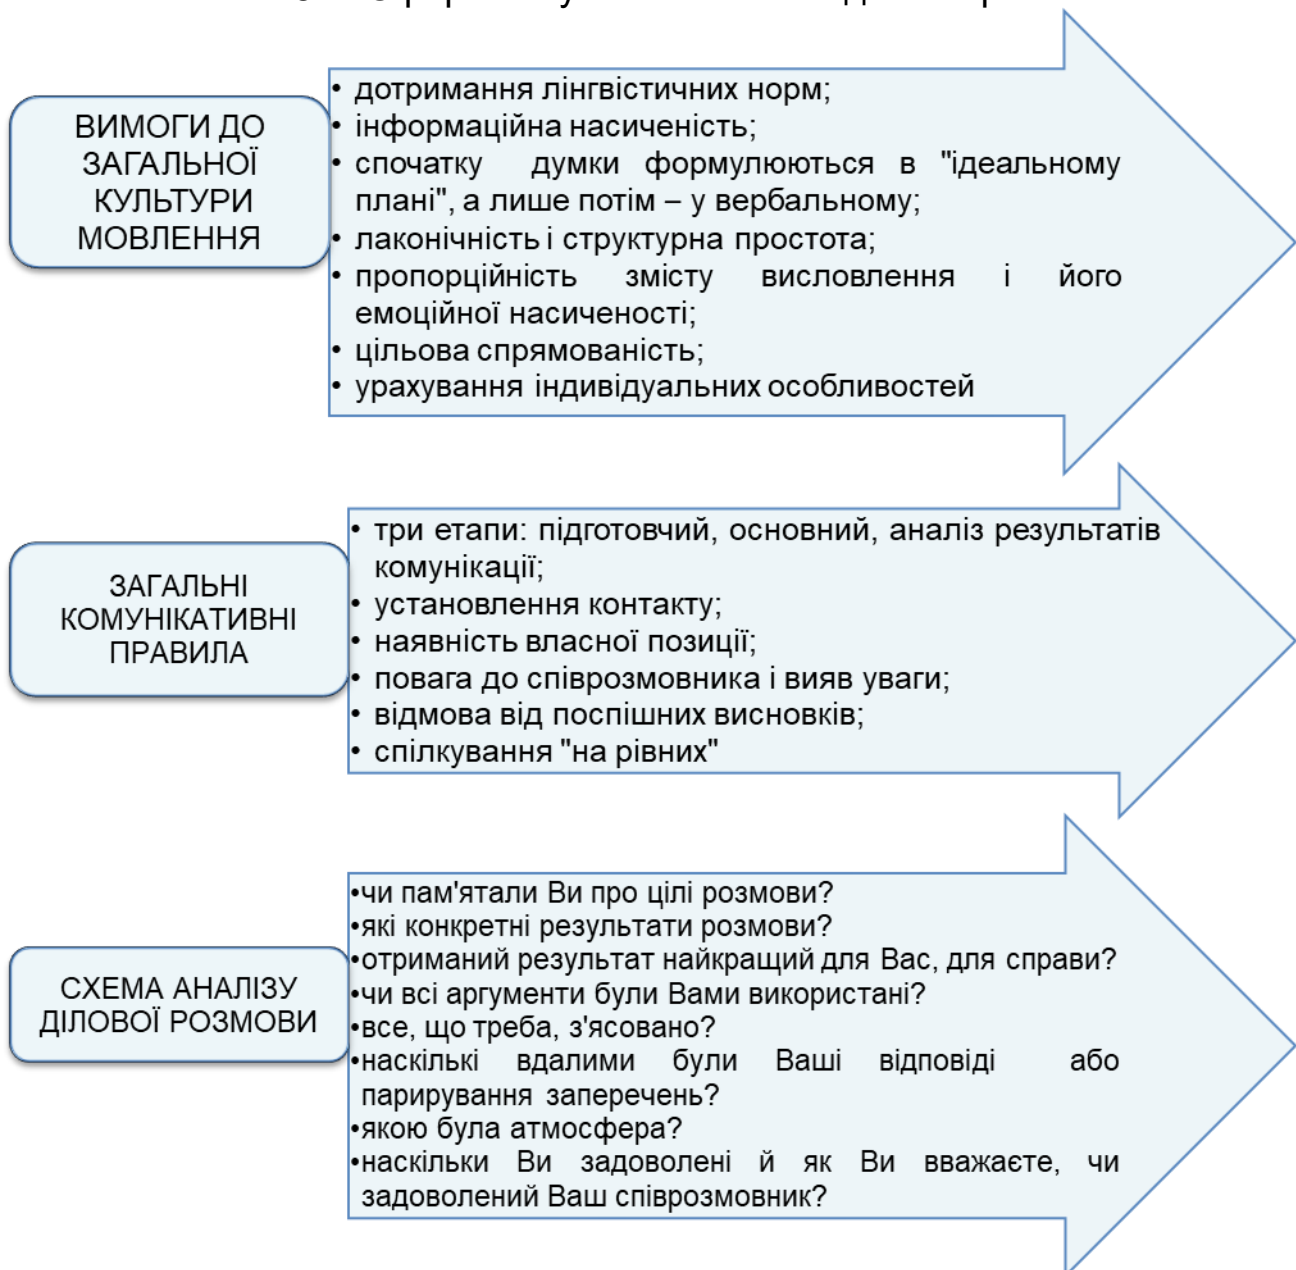 ВИМОГИ ДО
ЗАГАЛЬНОЇ
КУЛЬТУРИ
МОВЛЕННЯ
• дотримання лінгвістичних норм;
• інформаційна насиченість;
• спочатку думки формулюються в "ідеальному
плані", а лише потім – у вербальному;
• лаконічність і структурна простота;
• пропорційність змісту висловлення і його
емоційної насиченості;
• цільова спрямованість;
• урахування індивідуальних особливостей
ЗАГАЛЬНІ
КОМУНІКАТИВНІ
ПРАВИЛА
• три етапи: підготовчий, основний, аналіз результатів
комунікації;
• установлення контакту;
• наявність власної позиції;
• повага до співрозмовника і вияв уваги;
• відмова від поспішних висновків;
• спілкування "на рівних"
СХЕМА АНАЛІЗУ
ДІЛОВОЇ РОЗМОВИ
•чи пам'ятали Ви про цілі розмови?
•які конкретні результати розмови?
•отриманий результат найкращий для Вас, для справи?
•чи всі аргументи були Вами використані?
•все, що треба, з'ясовано?
•наскількі вдалими були Ваші відповіді або
парирування заперечень?
•якою була атмосфера?
•наскільки Ви задоволені й як Ви вважаєте, чи
задоволений Ваш співрозмовник?